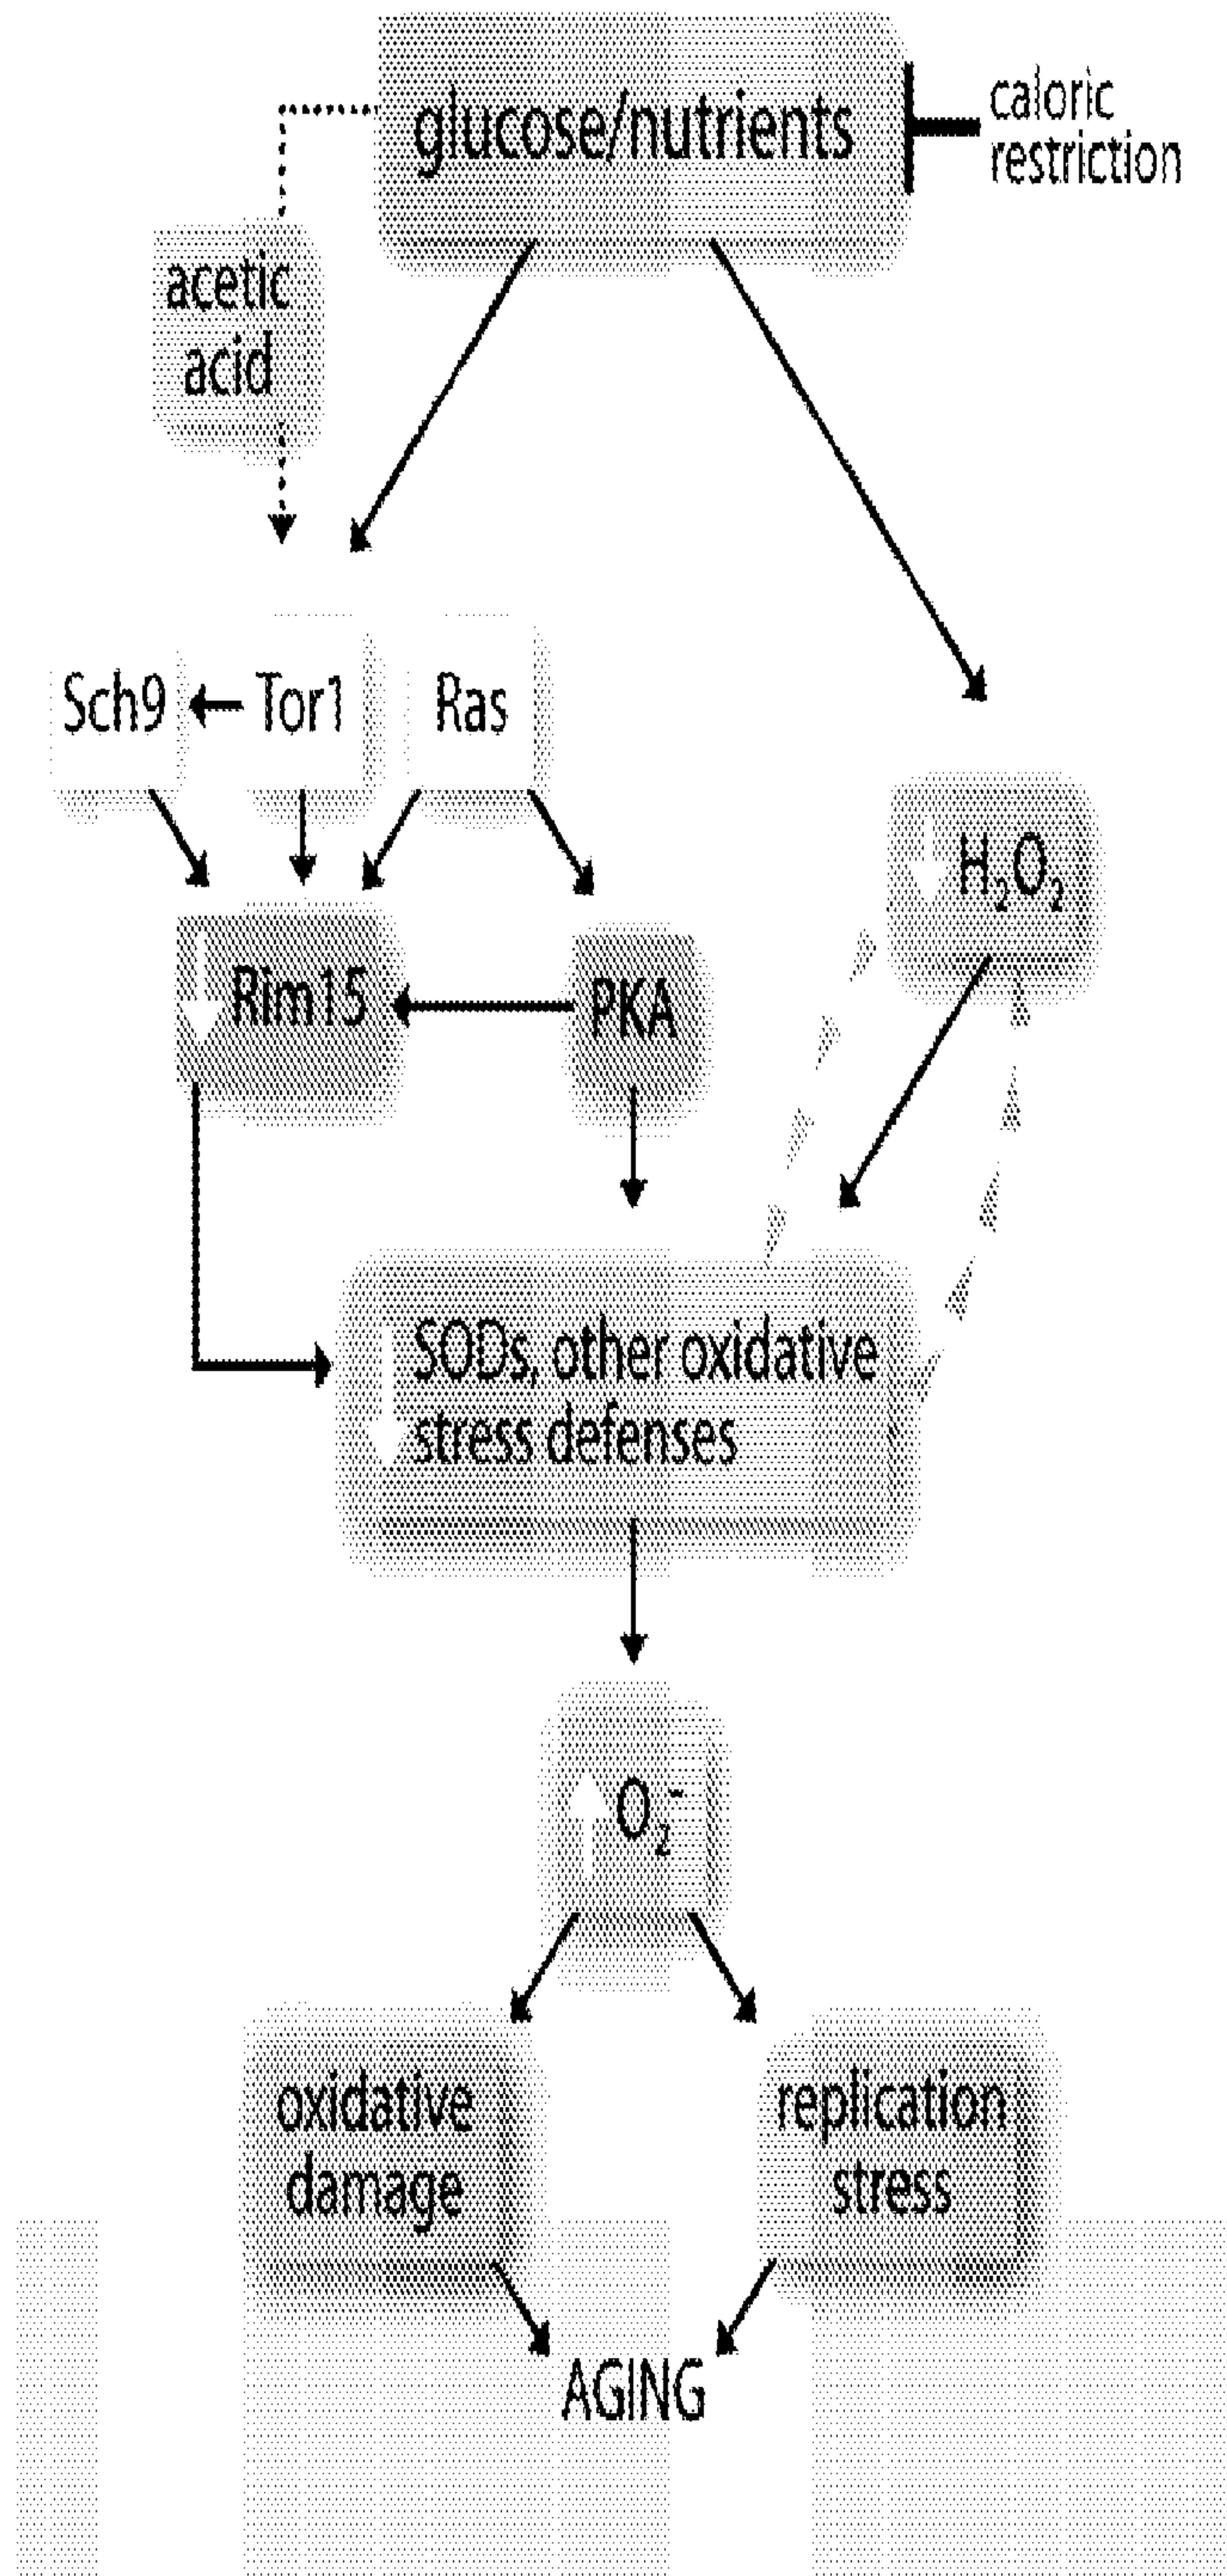 glucose/nutrients
caloric
restriction
acetic
acid
Sch9
Tor1
Ras
H₂O₂
Rim15
PKA
SODs, other oxidative
stress defenses
O₂⁻
oxidative
damage
replication
stress
AGING